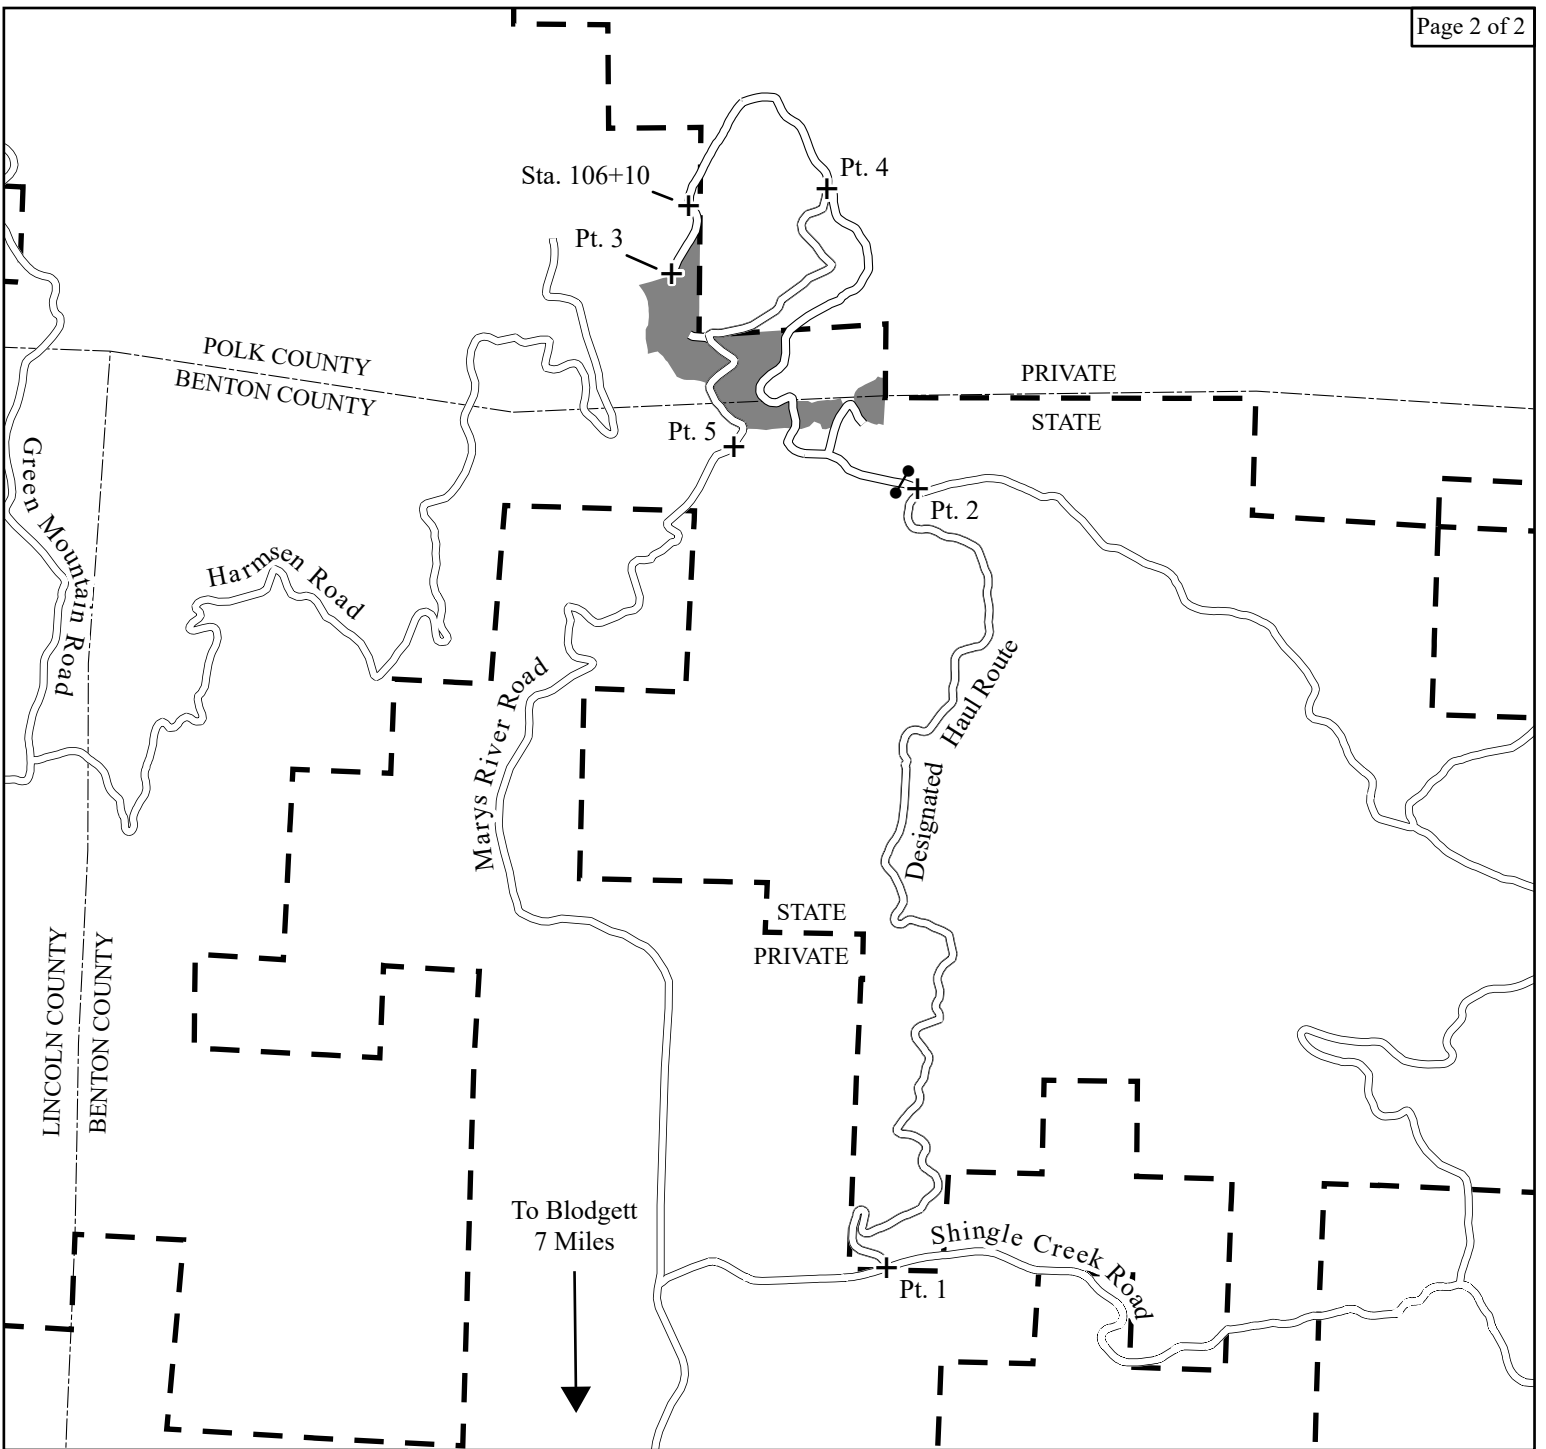 Page 2 of 2
Pt. 4
Sta. 106+10
Pt. 3
POLK COUNTY
BENTON COUNTY
PRIVATE
STATE
Pt. 5
Pt. 2
Green Mountain Road
Harmsen Road
Marys River Road
Designated Haul Route
STATE
PRIVATE
LINCOLN COUNTY
BENTON COUNTY
To Blodgett
7 Miles
Shingle Creek Road
Pt. 1